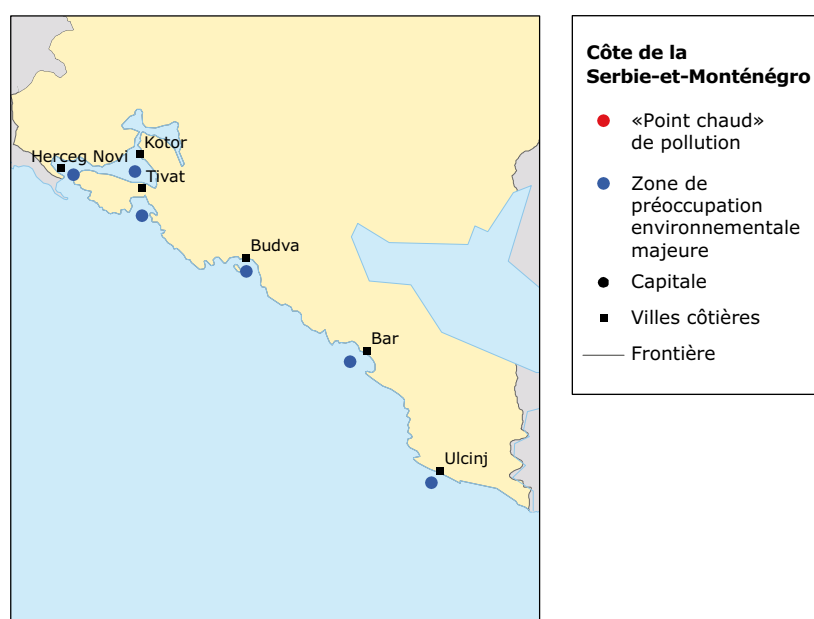 Kotor
Herceg Novi
Tivat
Budva
Bar
Ulcinj
Côte de la
Serbie-et-Monténégro
«Point chaud»
de pollution
Zone de
préoccupation
environnementale
majeure
Capitale
Villes côtières
Frontière